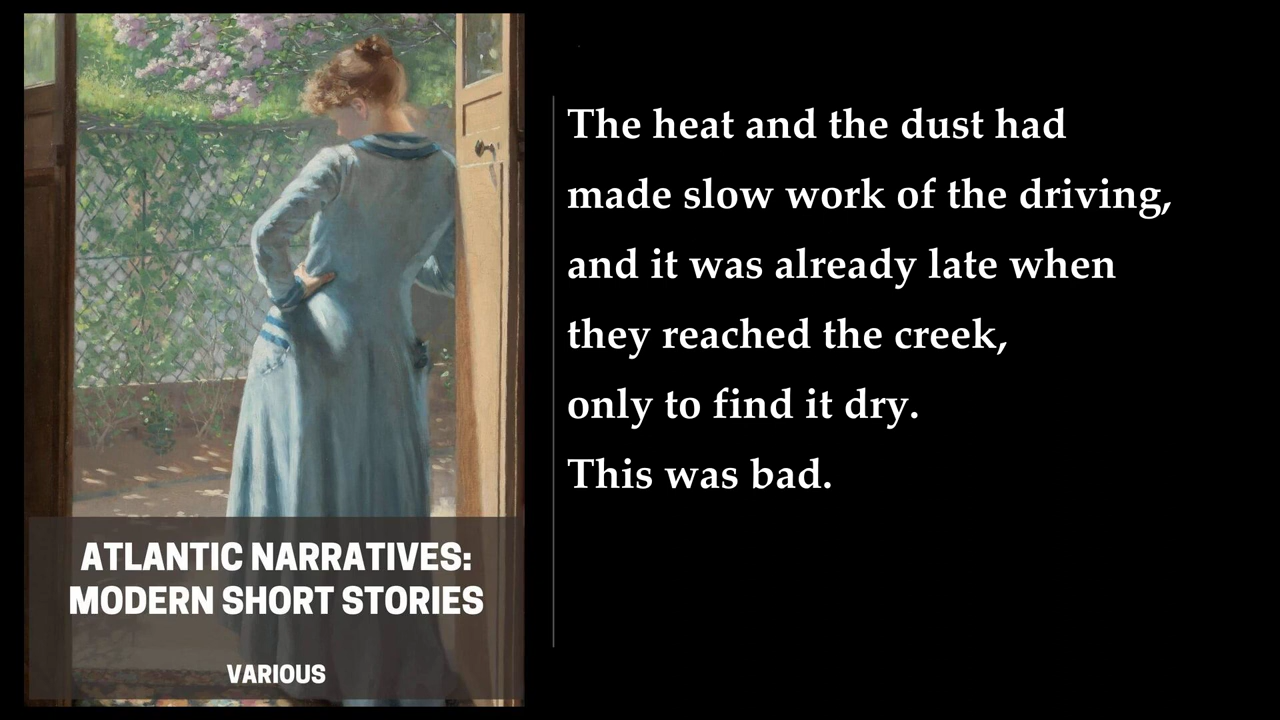 ATLANTIC NARRATIVES:
MODERN SHORT STORIES
VARIOUS
The heat and the dust had
made slow work of the driving,
and it was already late when
they reached the creek,
only to find it dry.
This was bad.